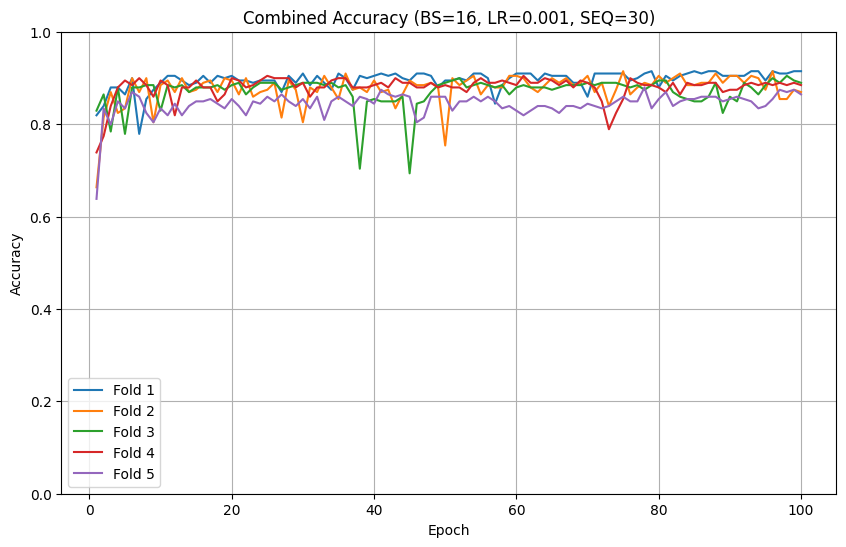 Combined Accuracy (BS=16, LR=0.001, SEQ=30)
1.0
0.8
0.6
0.4
0.2
0.0
Accuracy
Fold 1
Fold 2
Fold 3
Fold 4
Fold 5
0 20 40 60 80 100
Epoch